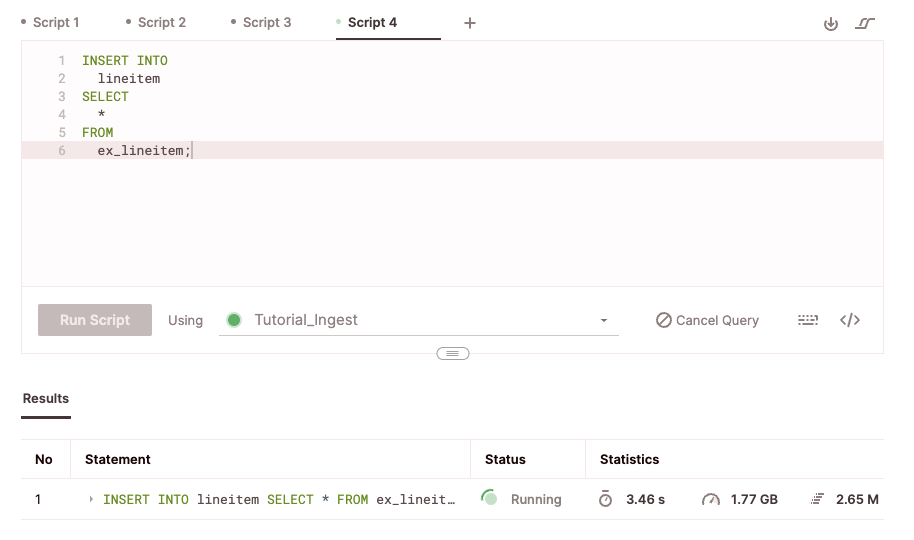 Script 1 Script 2 Script 3 Script 4 +
1 INSERT INTO
2 lineitem
3 SELECT
4 *
5 FROM
6 ex_lineitem;
Run Script Using Tutorial_Ingest Cancel Query </>
Results
No Statement Status Statistics
1 INSERT INTO lineitem SELECT * FROM ex_lineit… Running 3.46 s 1.77 GB 2.65 M